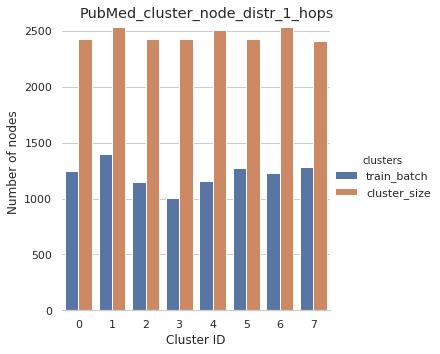 PubMed_cluster_node_distr_1_hops
2500
2000
1500
1000
500
0
Number of nodes
0 1 2 3 4 5 6 7
Cluster ID
clusters
train_batch
cluster_size